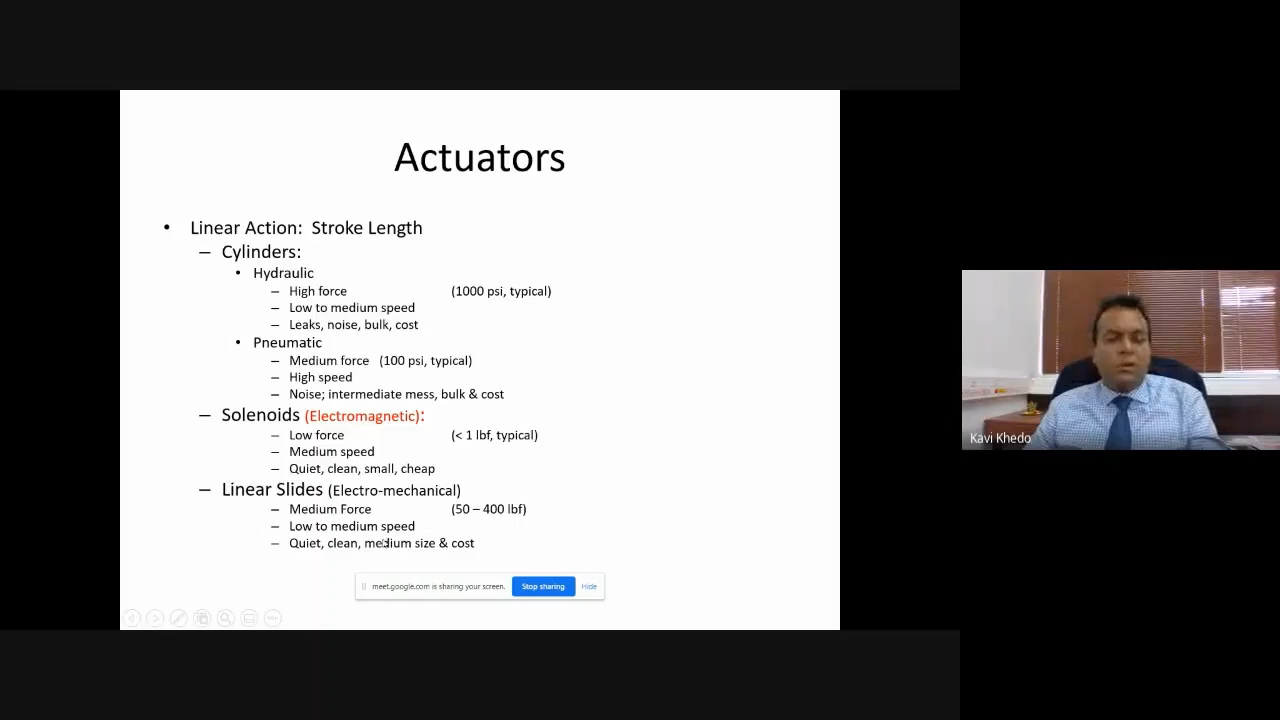 Actuators
• Linear Action: Stroke Length
– Cylinders:
• Hydraulic
– High force (1000 psi, typical)
– Low to medium speed
– Leaks, noise, bulk, cost
• Pneumatic
– Medium force (100 psi, typical)
– High speed
– Noise; intermediate mess, bulk & cost
– Solenoids (Electromagnetic):
– Low force (< 1 lbf, typical)
– Medium speed
– Quiet, clean, small, cheap
– Linear Slides (Electro-mechanical)
– Medium Force (50 – 400 lbf)
– Low to medium speed
– Quiet, clean, medium size & cost
meet.google.com is sharing your screen. Stop sharing Hide
Kavi Khedo